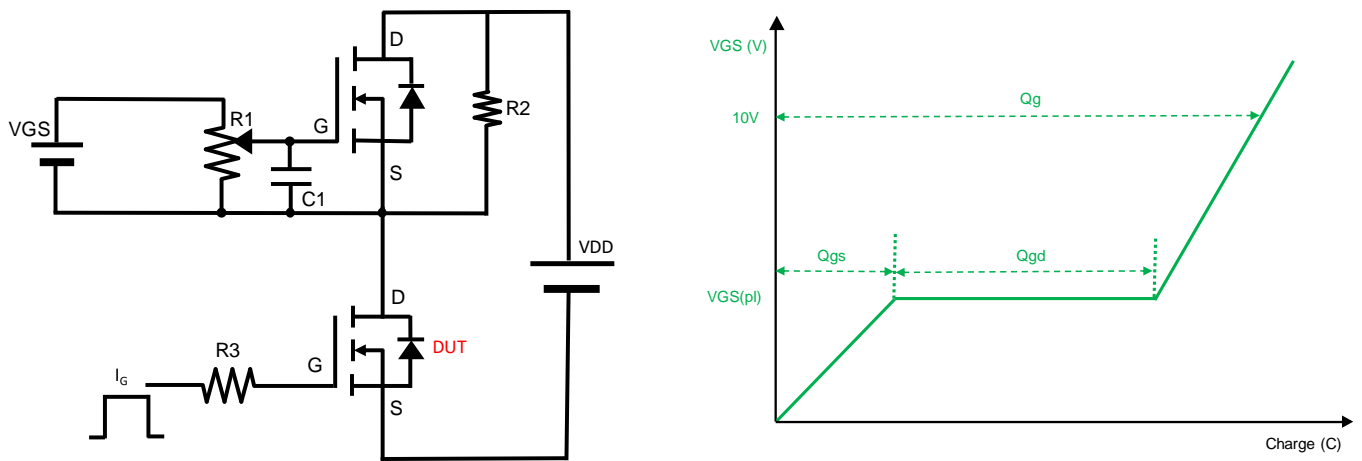 D
G
S
VGS
R1
C1
R2
VDD
D
DUT
G
S
R3
IG
VGS (V)
Qg
10V
Qgs
Qgd
VGS(pl)
Charge (C)